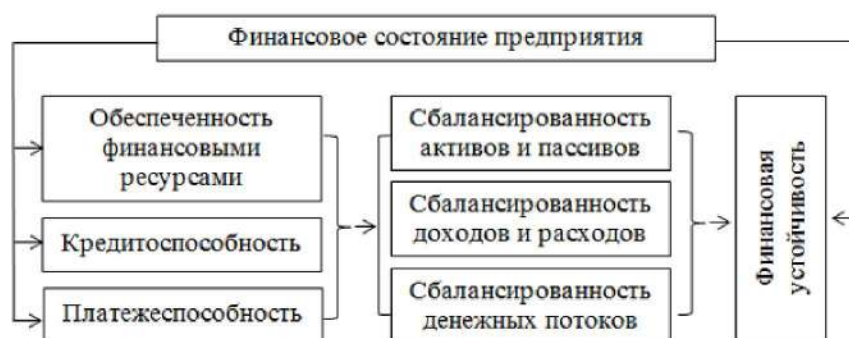 Финансовое состояние предприятия
Обеспеченность
финансовыми
ресурсами
Кредитоспособность
Платежеспособность
Сбалансированность
активов и пассивов
Сбалансированность
доходов и расходов
Сбалансированность
денежных потоков
Финансовая
устойчивость